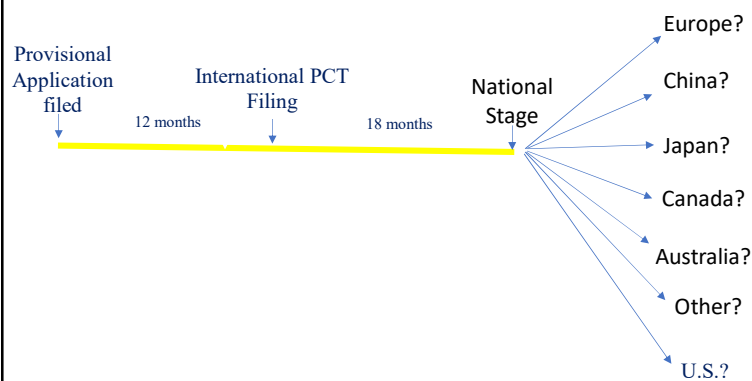 Provisional
Application
filed
12 months
International PCT
Filing
18 months
National
Stage
Europe?
China?
Japan?
Canada?
Australia?
Other?
U.S.?